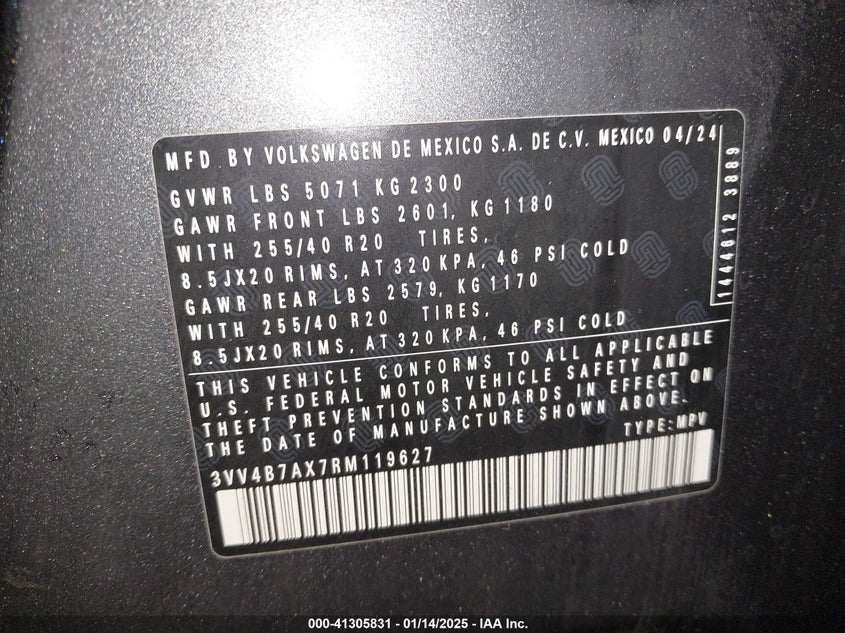 MFD BY VOLKSWAGEN DE MEXICO S.A. DE C.V. MEXICO 04/24
GVWR LBS 5071 KG 2300
GAWR FRONT LBS 2601, KG 1180
WITH 255/40 R20 TIRES,
8.5JX20 RIMS, AT 320 KPA, 46 PSI COLD
GAWR REAR LBS 2579, KG 1170
WITH 255/40 R20 TIRES,
8.5JX20 RIMS, AT 320 KPA, 46 PSI COLD
1444612 3889
THIS VEHICLE CONFORMS TO ALL APPLICABLE
U.S. FEDERAL MOTOR VEHICLE SAFETY AND
THEFT PREVENTION STANDARDS IN EFFECT ON
THE DATE OF MANUFACTURE SHOWN ABOVE.
TYPE: MPV
3VV4B7AX7RM119627
000-41305831 - 01/14/2025 - IAA Inc.